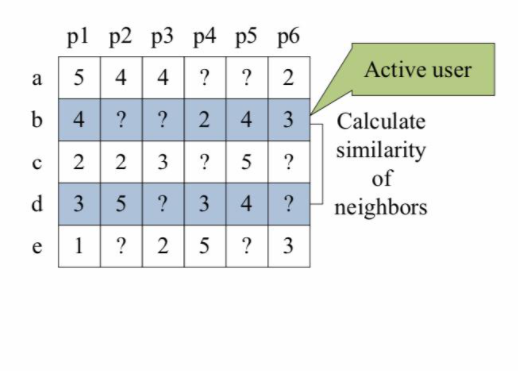 p1 p2 p3 p4 p5 p6
a 5 4 4 ? ? 2
Active user
b 4 ? ? 2 4 3
c 2 2 3 ? 5 ?
d 3 5 ? 3 4 ?
e 1 ? 2 5 ? 3
Calculate
similarity
of
neighbors